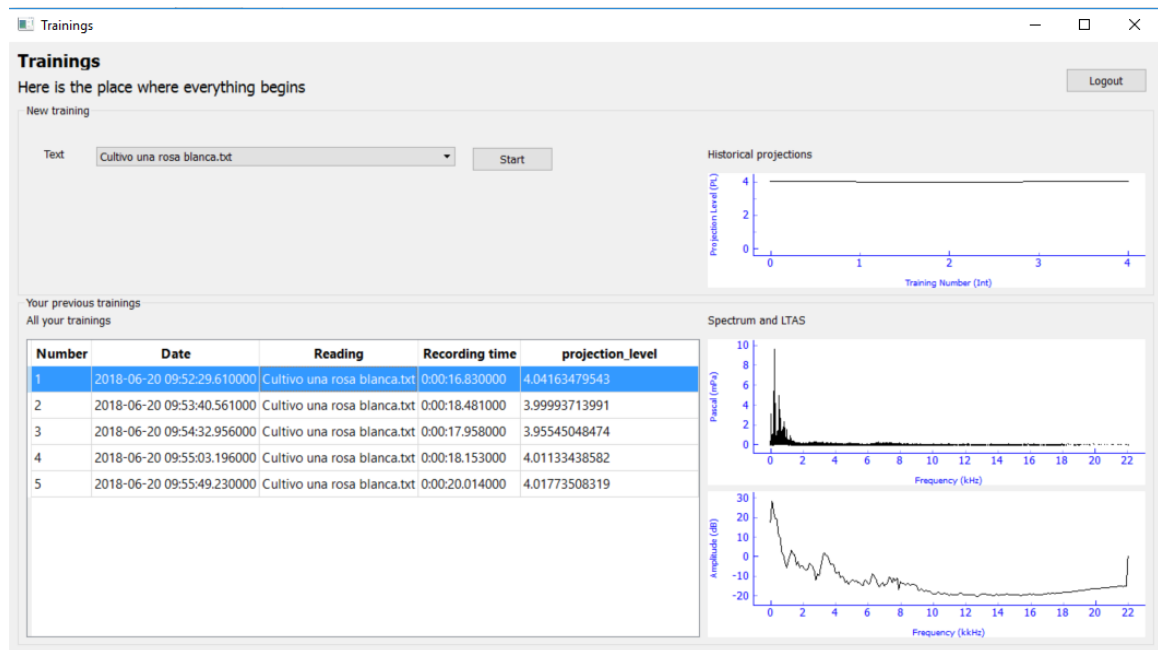 Trainings
Trainings
Here is the place where everything begins
Logout
New training
Text Cultivo una rosa blanca.txt Start
Historical projections
Projection Level (PL)
4
2
0
0 1 2 3 4
Training Number (Int)
Your previous trainings
All your trainings
Number Date Reading Recording time projection_level
1 2018-06-20 09:52:29.610000 Cultivo una rosa blanca.txt 0:00:16.830000 4.04163479543
2 2018-06-20 09:53:40.561000 Cultivo una rosa blanca.txt 0:00:18.481000 3.99993713991
3 2018-06-20 09:54:32.956000 Cultivo una rosa blanca.txt 0:00:17.958000 3.95545048474
4 2018-06-20 09:55:03.196000 Cultivo una rosa blanca.txt 0:00:18.153000 4.01133438582
5 2018-06-20 09:55:49.230000 Cultivo una rosa blanca.txt 0:00:20.014000 4.01773508319
Spectrum and LTAS
Pascal (mPa)
10
8
6
4
2
0
0 2 4 6 8 10 12 14 16 18 20 22
Frequency (kHz)
Amplitude (dB)
30
20
10
0
-10
-20
0 2 4 6 8 10 12 14 16 18 20 22
Frequency (kkHz)